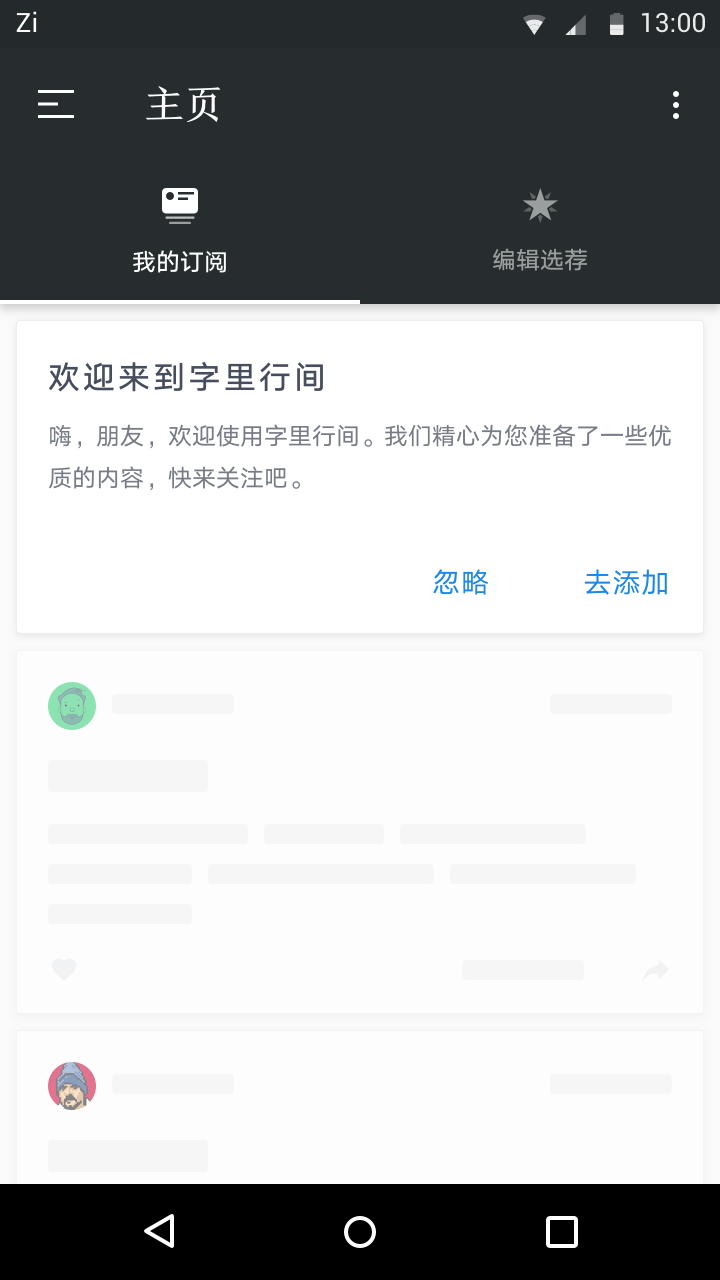 Zi 13:00
主页
我的订阅 编辑选荐
欢迎来到字里行间
嗨，朋友，欢迎使用字里行间。我们精心为您准备了一些优
质的内容，快来关注吧。
忽略 去添加